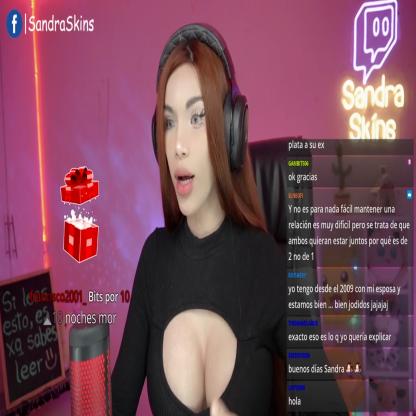 f | SandraSkins
Sandra
Skins
plata a su ex
ok gracias
Y no es para nada fácil mantener una
relación es muy dificil pero se trata de que
ambos quieran estar juntos por qué es de
2 no de 1
yo tengo desde el 2009 con mi esposa y
estamos bien ... bien jodidos jajajaj
exacto eso es lo q yo queria explicar
buenos días Sandra
hola
Bits por 10
noches mor
Si
esto, e
xq sabes
leer